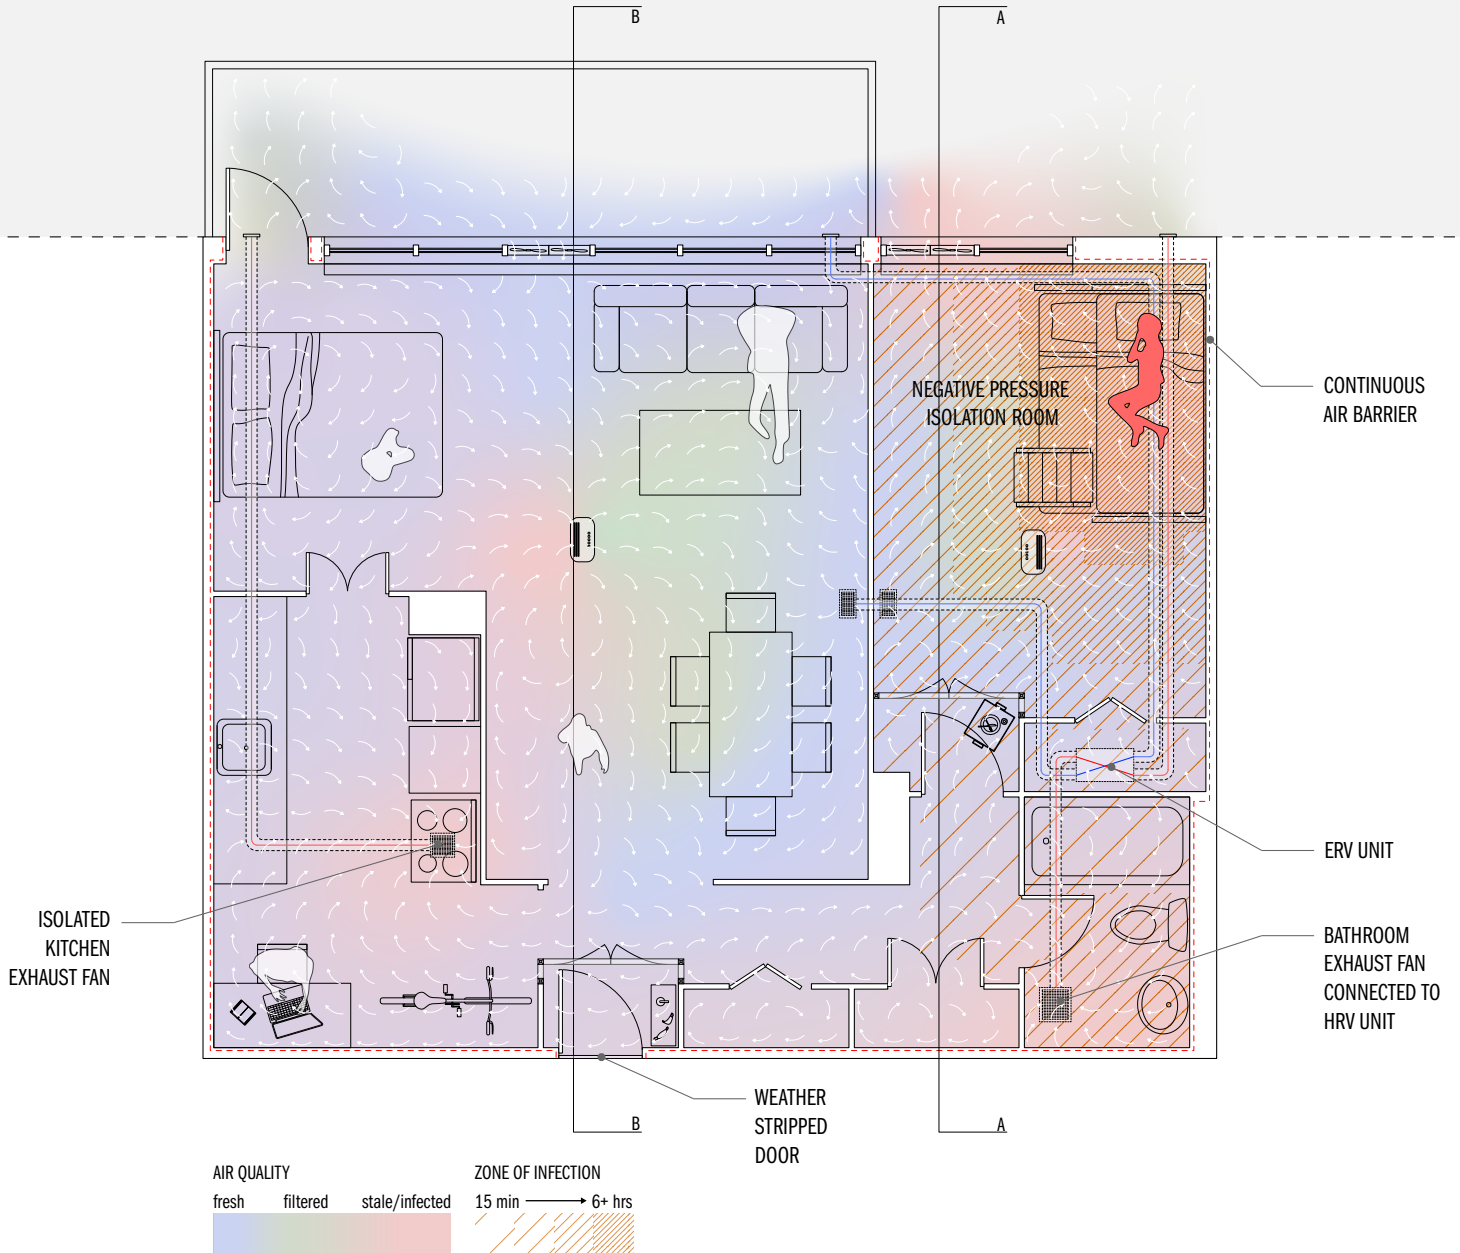 B
A
NEGATIVE PRESSURE
ISOLATION ROOM
CONTINUOUS
AIR BARRIER
ERV UNIT
ISOLATED
KITCHEN
EXHAUST FAN
BATHROOM
EXHAUST FAN
CONNECTED TO
HRV UNIT
WEATHER
STRIPPED
DOOR
B
A
AIR QUALITY
fresh filtered stale/infected
ZONE OF INFECTION
15 min 6+ hrs